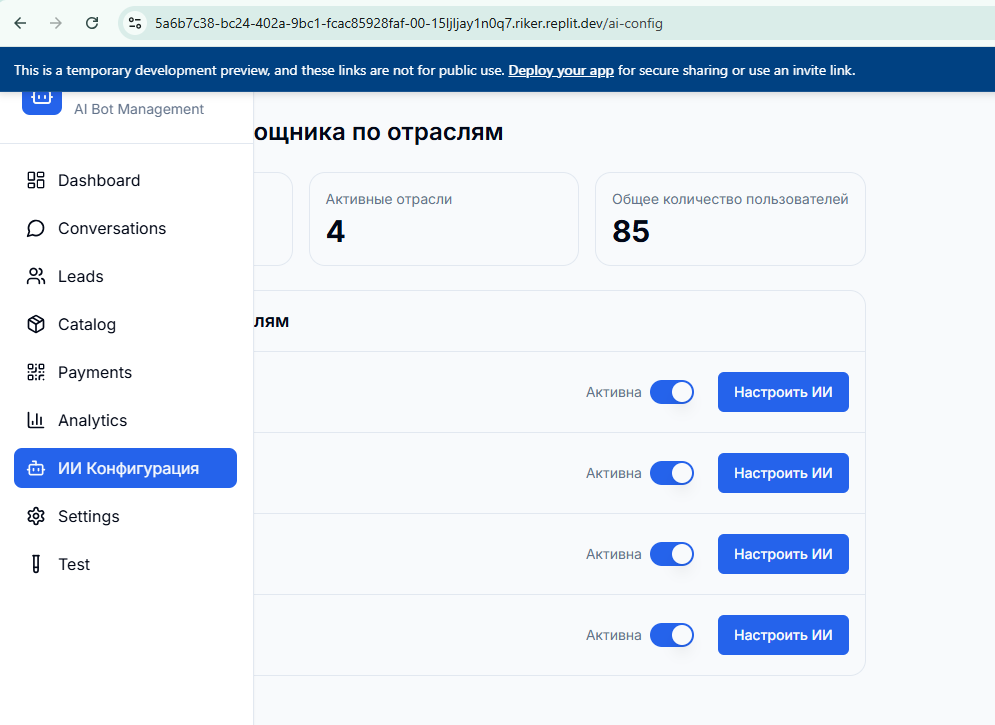 5a6b7c38-bc24-402a-9bc1-fcac85928faf-00-15ljljay1n0q7.riker.replit.dev/ai-config
This is a temporary development preview, and these links are not for public use. Deploy your app for secure sharing or use an invite link.
AI Bot Management
Dashboard
Conversations
Leads
Catalog
Payments
Analytics
ИИ Конфигурация
Settings
Test
ощника по отраслям
Активные отрасли
4
Общее количество пользователей
85
лям
Активна Настроить ИИ
Активна Настроить ИИ
Активна Настроить ИИ
Активна Настроить ИИ